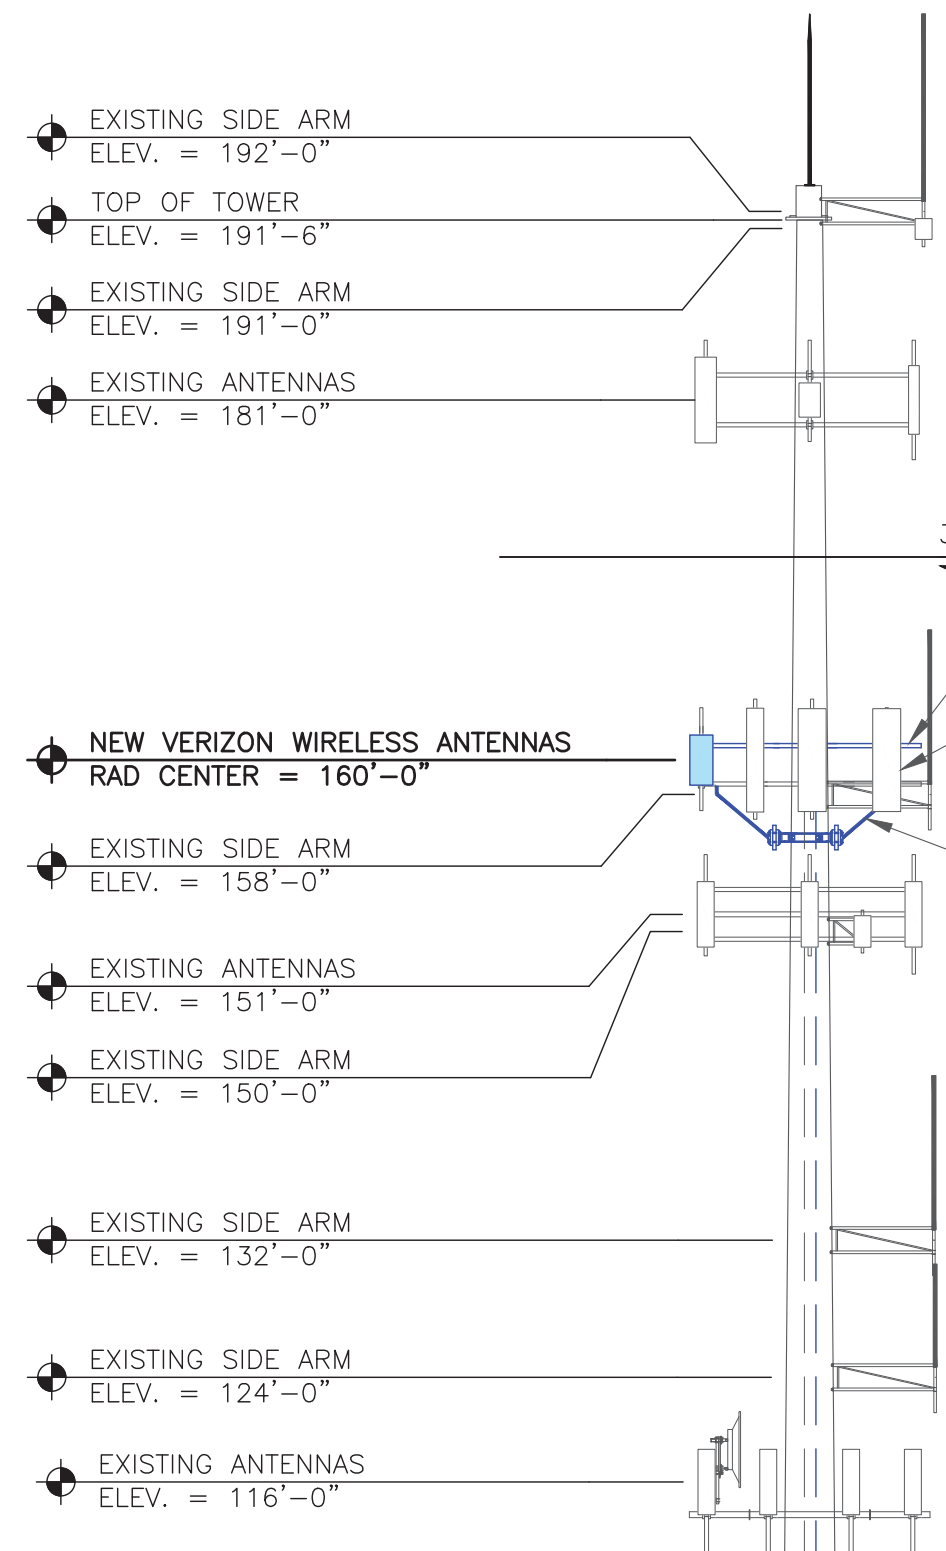 EXISTING SIDE ARM
ELEV. = 192'-0"
TOP OF TOWER
ELEV. = 191'-6"
EXISTING SIDE ARM
ELEV. = 191'-0"
EXISTING ANTENNAS
ELEV. = 181'-0"
NEW VERIZON WIRELESS ANTENNAS
RAD CENTER = 160'-0"
EXISTING SIDE ARM
ELEV. = 158'-0"
EXISTING ANTENNAS
ELEV. = 151'-0"
EXISTING SIDE ARM
ELEV. = 150'-0"
EXISTING SIDE ARM
ELEV. = 132'-0"
EXISTING SIDE ARM
ELEV. = 124'-0"
EXISTING ANTENNAS
ELEV. = 116'-0"